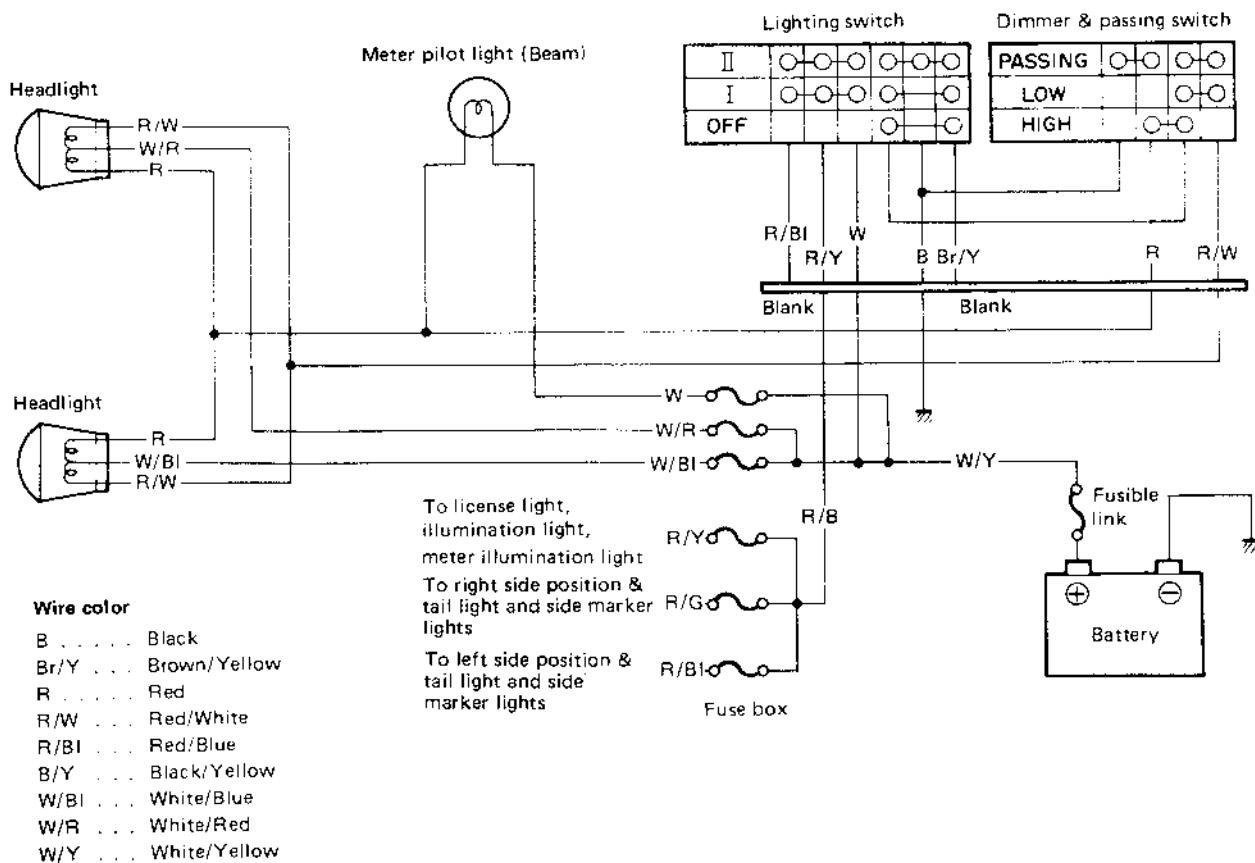 Lighting switch
Dimmer & passing switch
II
I
OFF
PASSING
LOW
HIGH
Meter pilot light (Beam)
Headlight
R/W
W/R
R
R/Bl
R/Y
W
B
Br/Y
R
R/W
Blank
Blank
Headlight
R
W/Bl
R/W
W
W/R
W/Bl
W/Y
Fusible
link
R/B
To license light,
illumination light,
meter illumination light
R/Y
To right side position &
tail light and side marker
lights
R/G
To left side position &
tail light and side
marker lights
R/Bl
Fuse box
+
−
Battery
Wire color
B ..... Black
Br/Y ... Brown/Yellow
R ..... Red
R/W ... Red/White
R/Bl ... Red/Blue
B/Y ... Black/Yellow
W/Bl ... White/Blue
W/R ... White/Red
W/Y ... White/Yellow